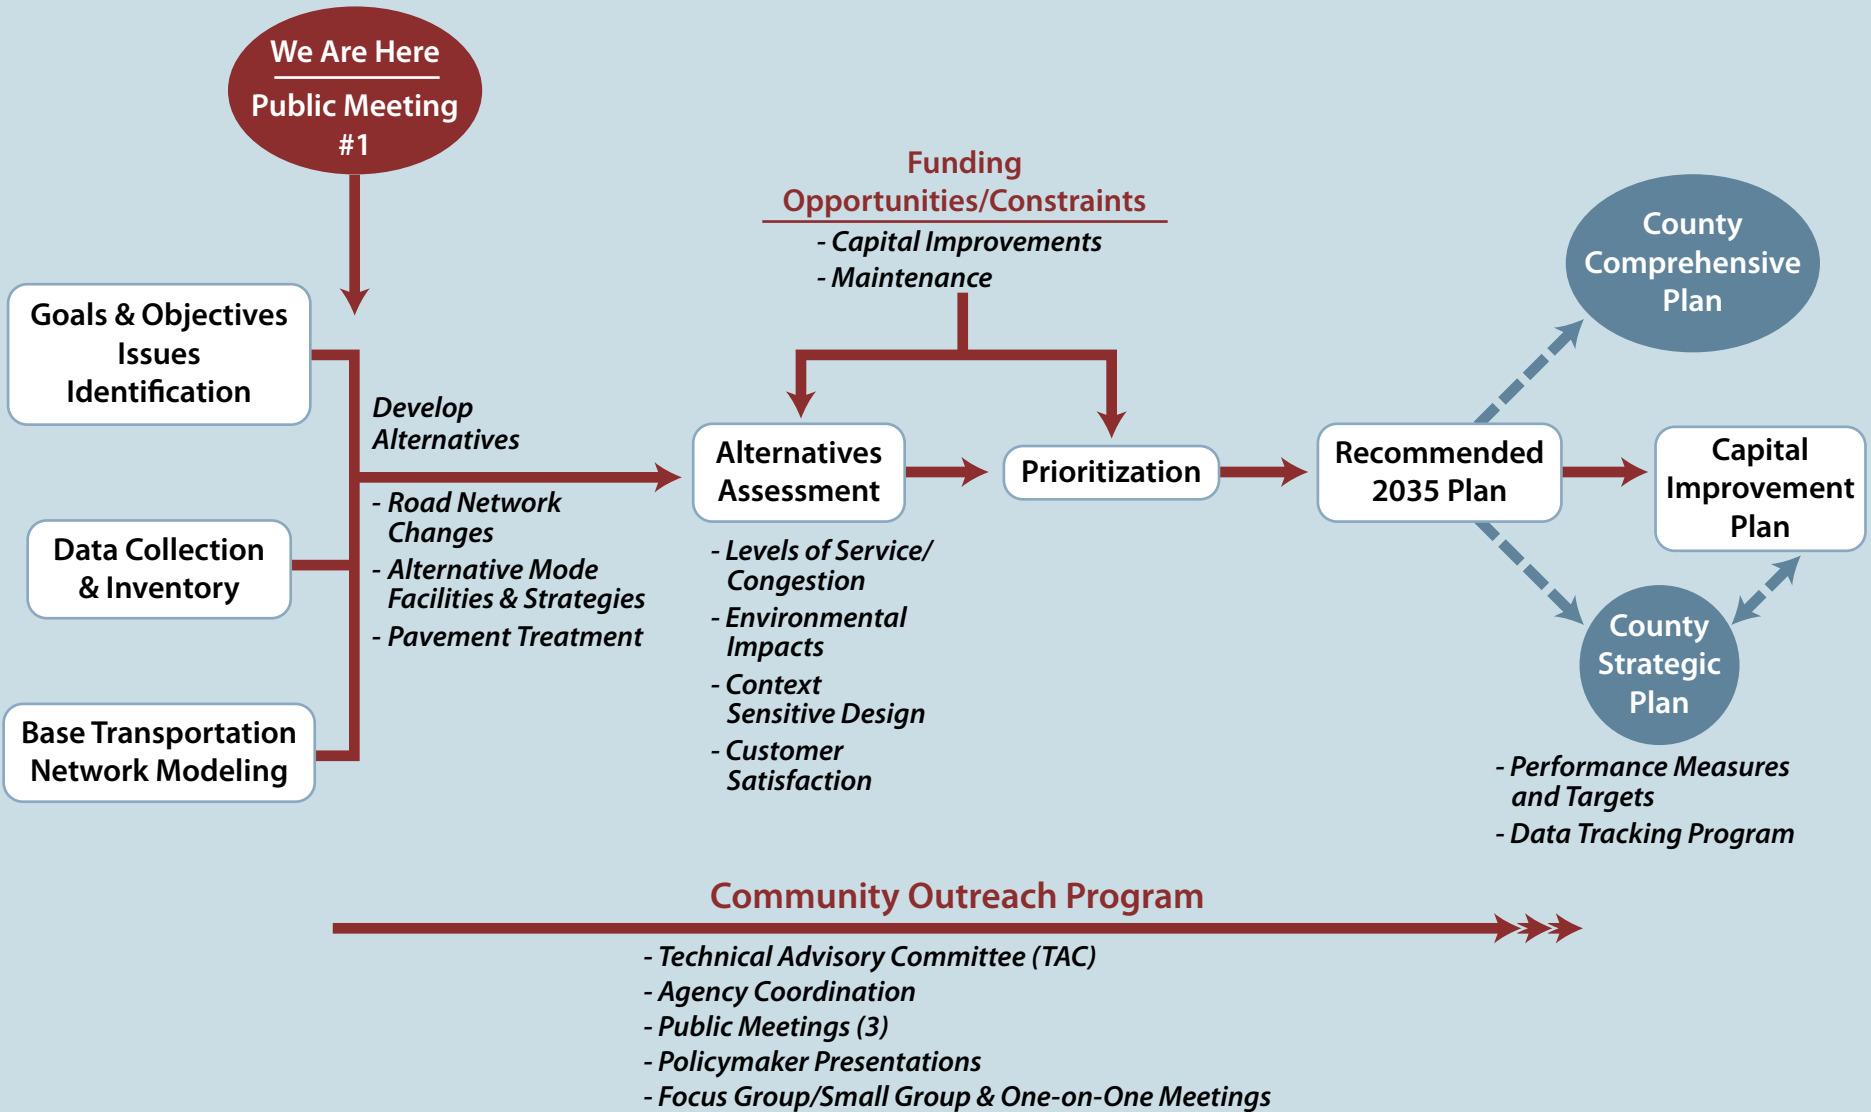 We Are Here
Public Meeting
#1
Goals & Objectives
Issues
Identification
Data Collection
& Inventory
Base Transportation
Network Modeling
Develop
Alternatives
- Road Network
Changes
- Alternative Mode
Facilities & Strategies
- Pavement Treatment
Funding
Opportunities/Constraints
- Capital Improvements
- Maintenance
Alternatives
Assessment
- Levels of Service/
Congestion
- Environmental
Impacts
- Context
Sensitive Design
- Customer
Satisfaction
Prioritization
Recommended
2035 Plan
County
Comprehensive
Plan
Capital
Improvement
Plan
County
Strategic
Plan
- Performance Measures
and Targets
- Data Tracking Program
Community Outreach Program
- Technical Advisory Committee (TAC)
- Agency Coordination
- Public Meetings (3)
- Policymaker Presentations
- Focus Group/Small Group & One-on-One Meetings